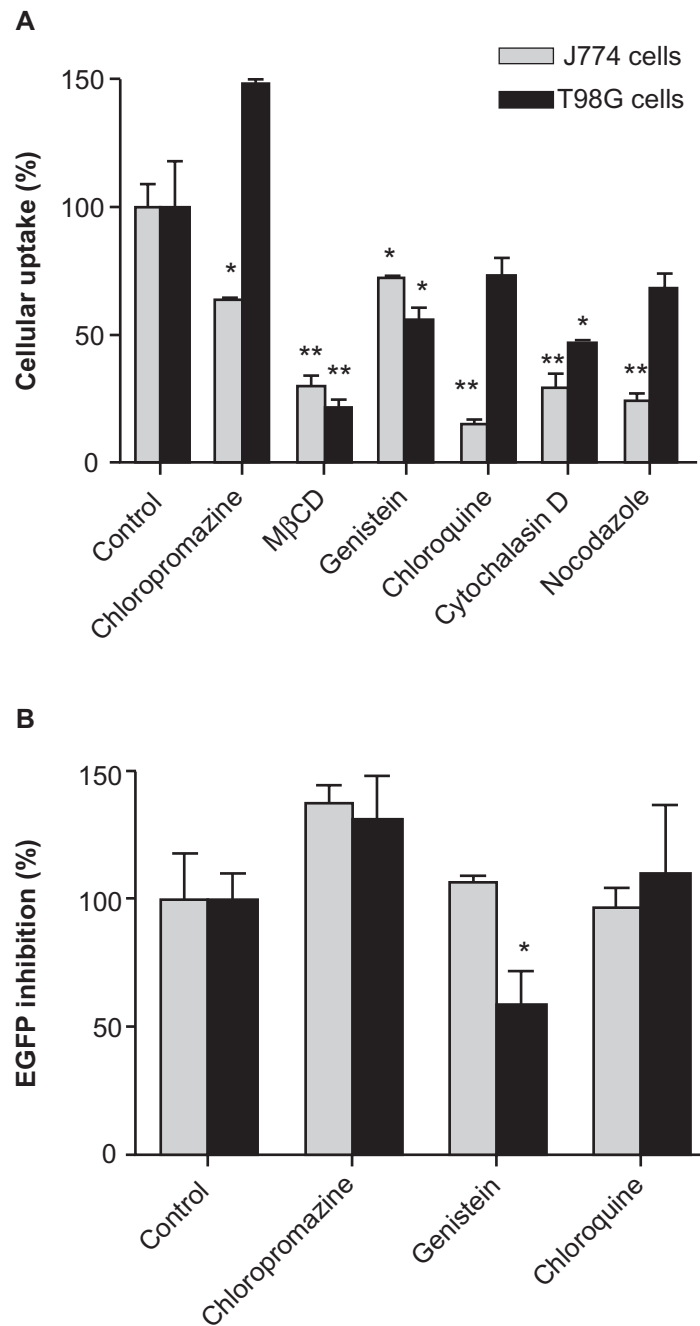 A
J774 cells
T98G cells
Cellular uptake (%)
150
100
50
0
**
*
*
*
**
**
**
*
**
Control
Chloropromazine
MβCD
Genistein
Chloroquine
Cytochalasin D
Nocodazole
B
EGFP inhibition (%)
150
100
50
0
*
Control
Chloropromazine
Genistein
Chloroquine